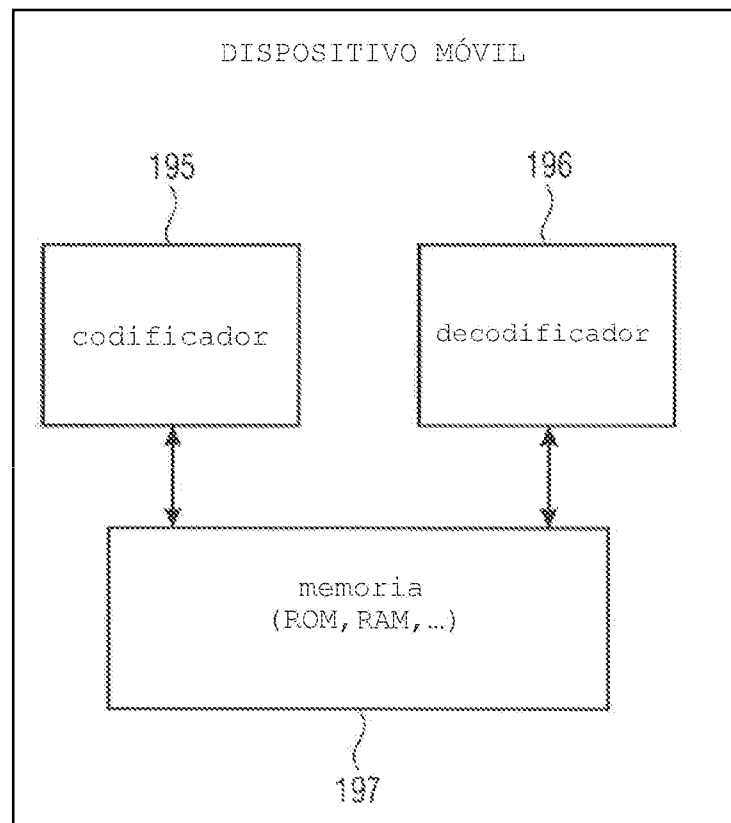 DISPOSITIVO MÓVIL
195
196
codificador
decodificador
memoria
(ROM, RAM,…)
197